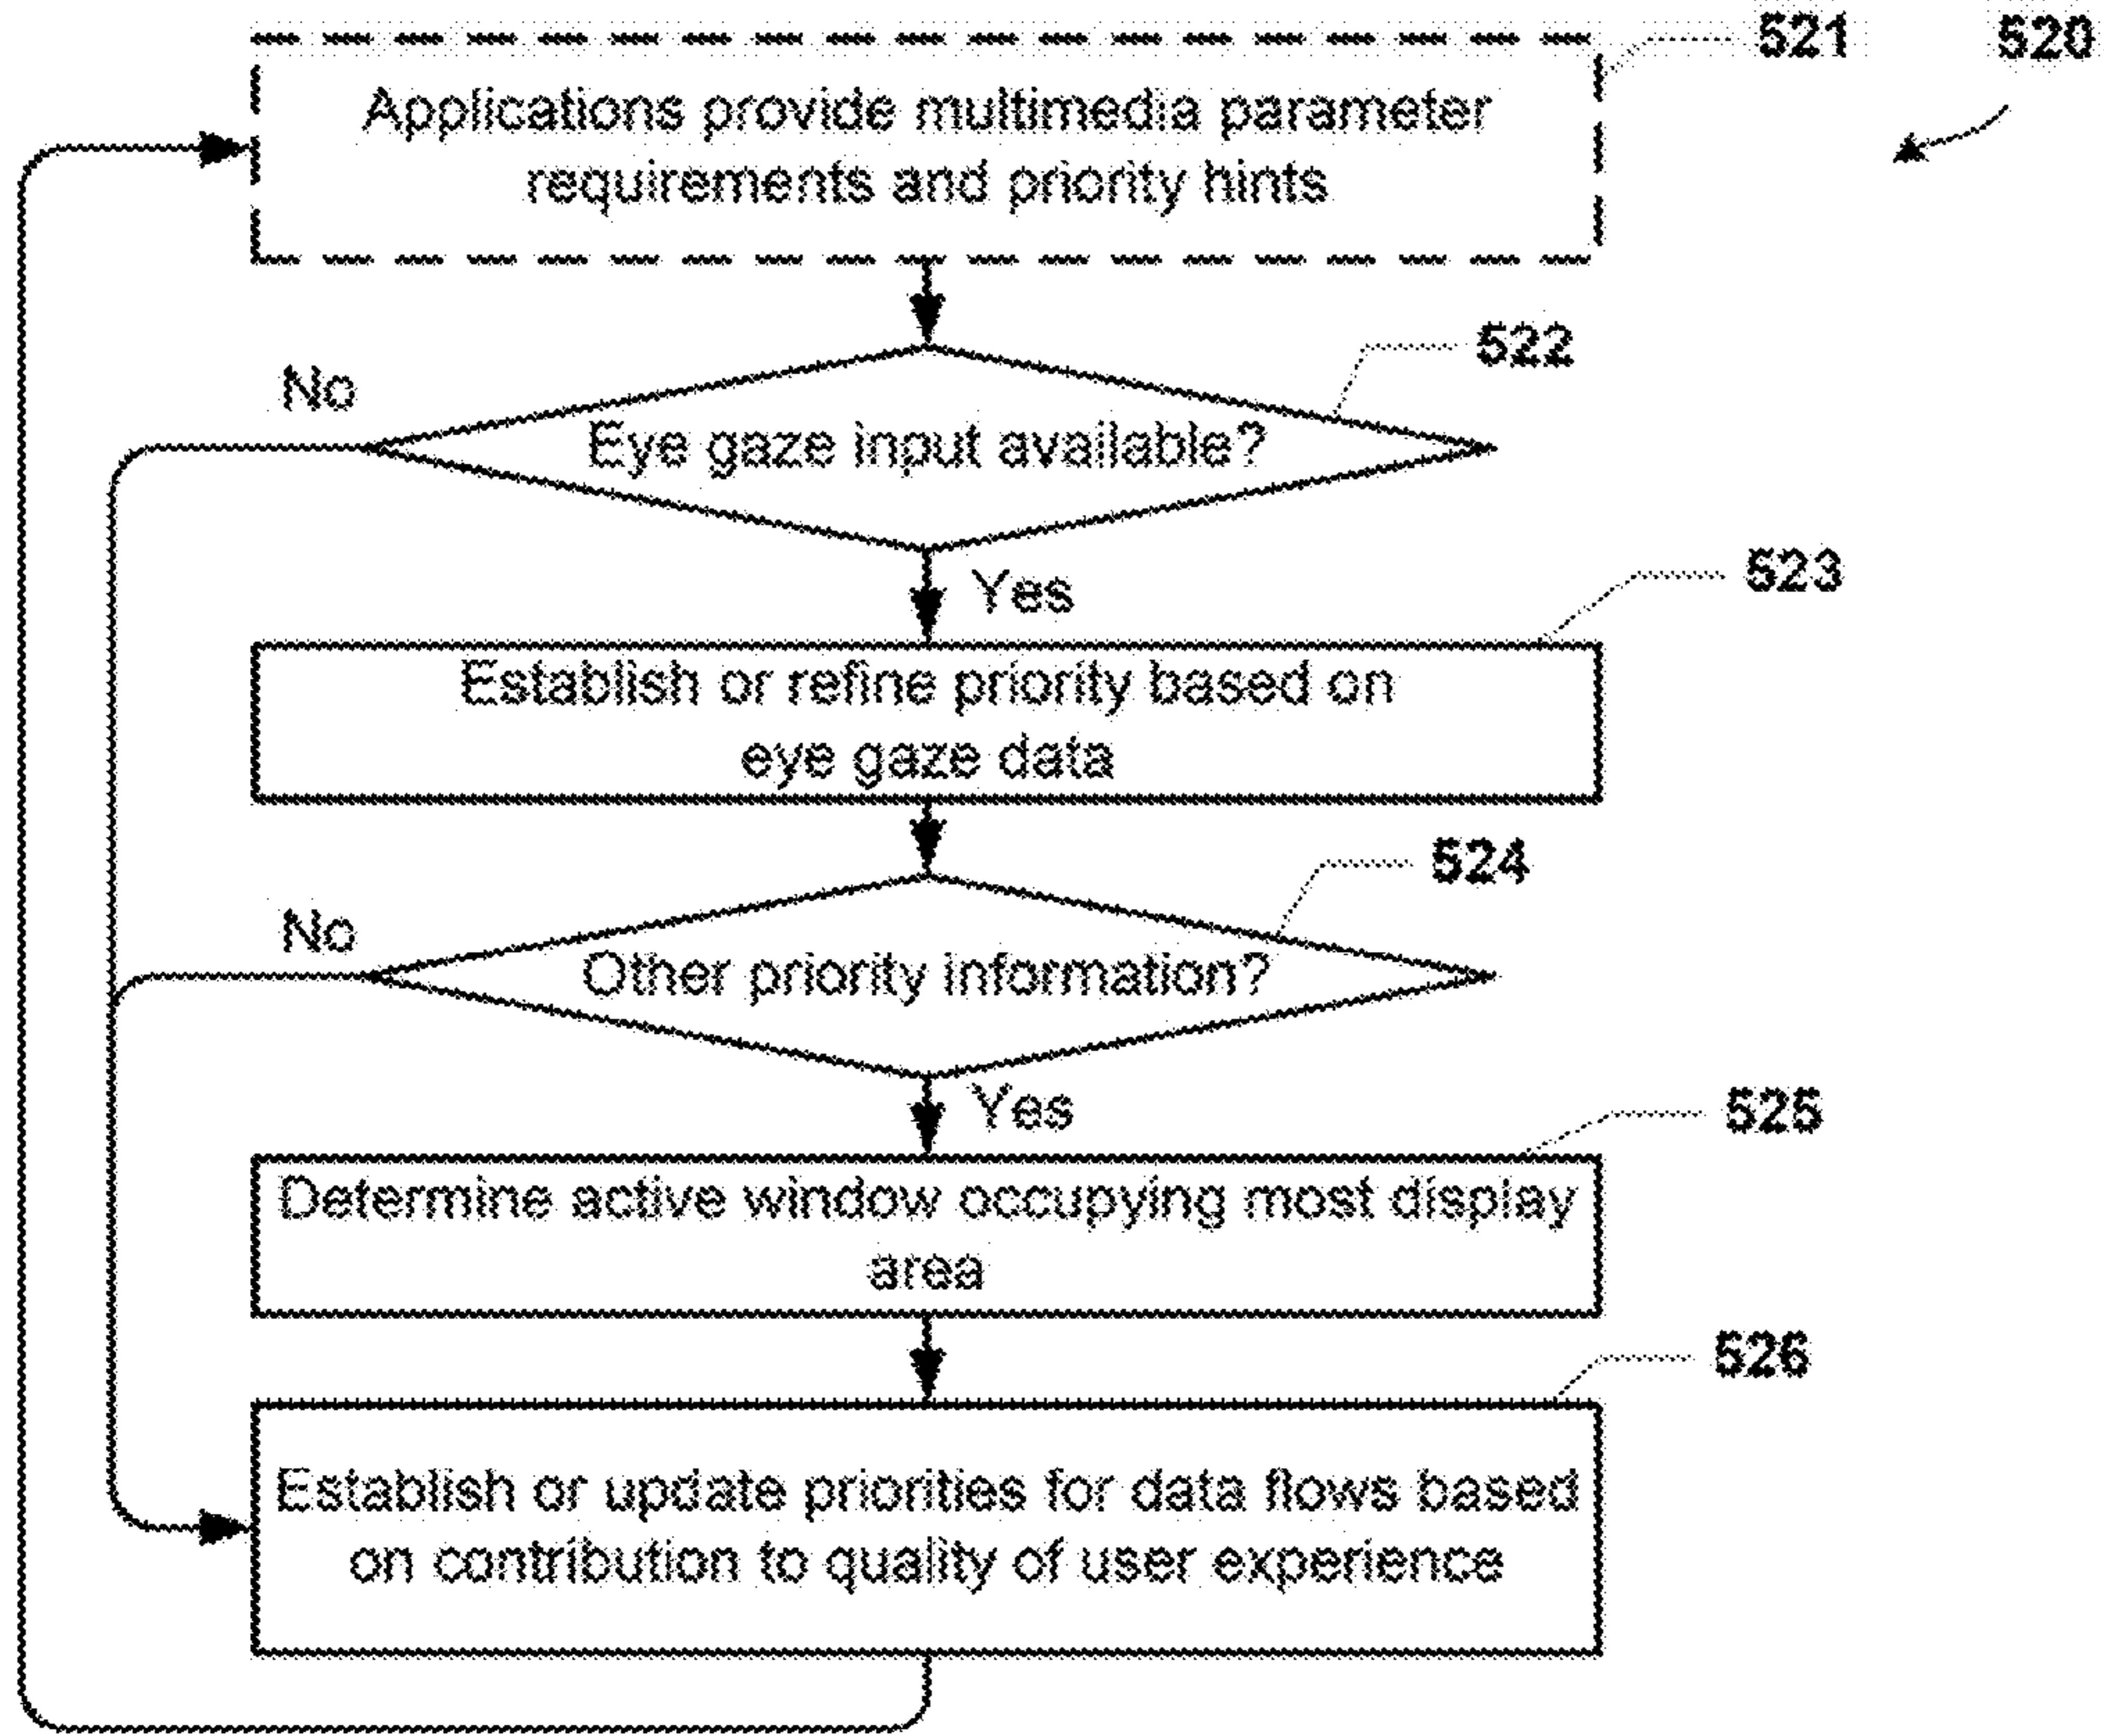 521
520
Applications provide multimedia parameter
requirements and priority hints
522
No
Eye gaze input available?
Yes
523
Establish or refine priority based on
eye gaze data
524
No
Other priority information?
Yes
525
Determine active window occupying most display
area
526
Establish or update priorities for data flows based
on contribution to quality of user experience